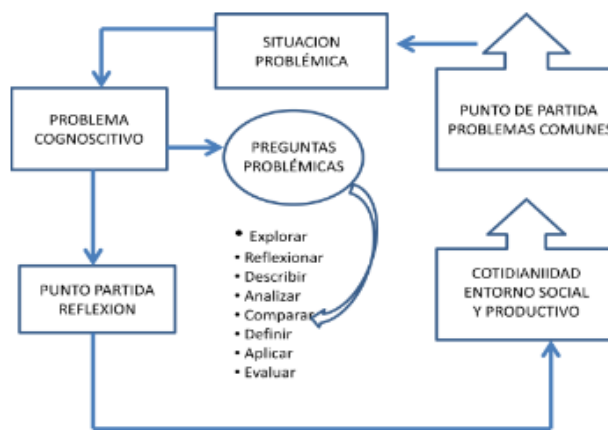 SITUACION
PROBLÉMICA
PUNTO DE PARTIDA
PROBLEMAS COMUNES
PROBLEMA
COGNOSCITIVO
PREGUNTAS
PROBLÉMICAS
• Explorar
• Reflexionar
• Describir
• Analizar
• Comparar
• Definir
• Aplicar
• Evaluar
PUNTO PARTIDA
REFLEXION
COTIDIANIIDAD
ENTORNO SOCIAL
Y PRODUCTIVO